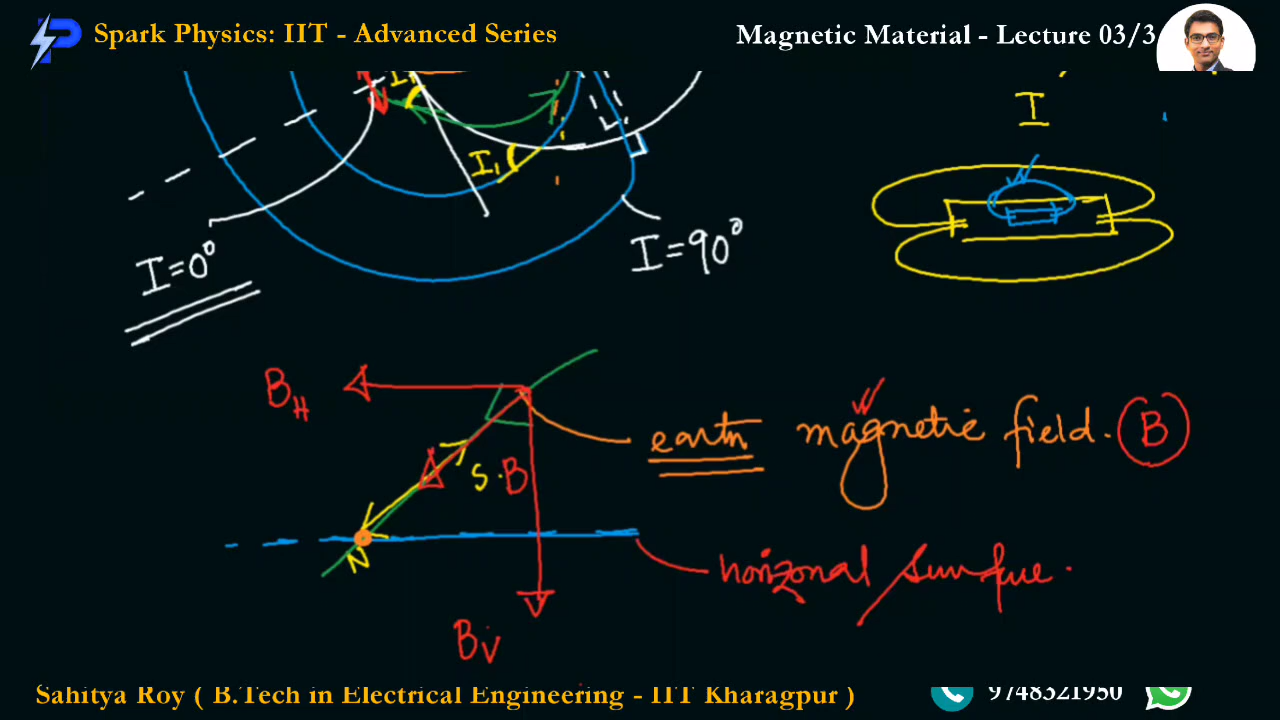 Spark Physics: IIT - Advanced Series
Magnetic Material - Lecture 03/3
I
I₁
I=90°
I=0°
B_H
earth magnetic field. B
S. B
N
horizonal surface.
B_V
Sahitya Roy ( B.Tech in Electrical Engineering - IIT Kharagpur )
9748321950